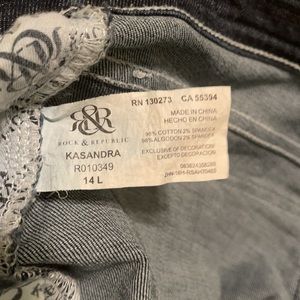 RN 130273 CA 55394
R&R
ROCK & REPUBLIC
KASANDRA
R010349
14 L
MADE IN CHINA
HECHO EN CHINA
98% COTTON 2% SPANDEX
98% ALGODON 2% SPANDEX
EXCLUSIVE OF DECORATION
EXCEPTO DE DECORACION